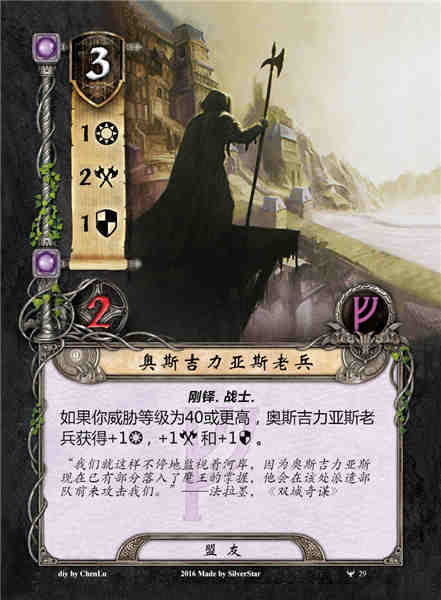 3
1
2
1
2
奥斯吉力亚斯老兵
刚铎. 战士.
如果你威胁等级为40或更高，奥斯吉力亚斯老
兵获得+1，+1和+1。
“我们就这样不停地监视着河岸，因为奥斯吉力亚斯
现在已有部分落入了魔王的掌握，他会在该处派遣部
队前来攻击我们。”——法拉墨，《双城奇谋》
盟友
diy by ChenLu
2016 Made by SilverStar
29